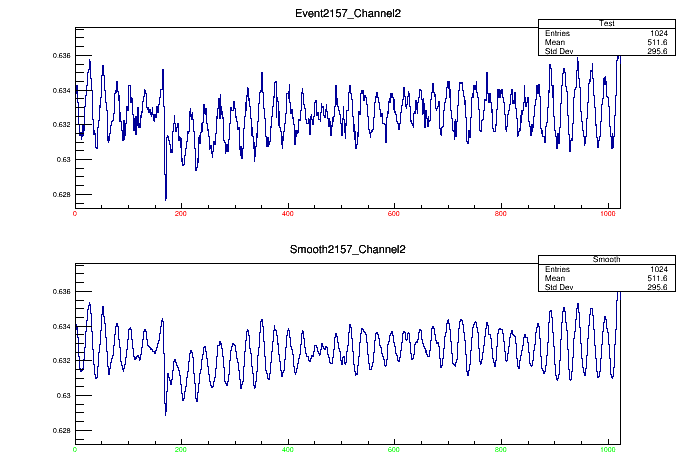 Event2157_Channel2
Test
Entries 1024
Mean 511.6
Std Dev 295.6
0.636
0.634
0.632
0.63
0.628
0 200 400 600 800 1000
Smooth2157_Channel2
Smooth
Entries 1024
Mean 511.6
Std Dev 295.6
0.636
0.634
0.632
0.63
0.628
0 200 400 600 800 1000